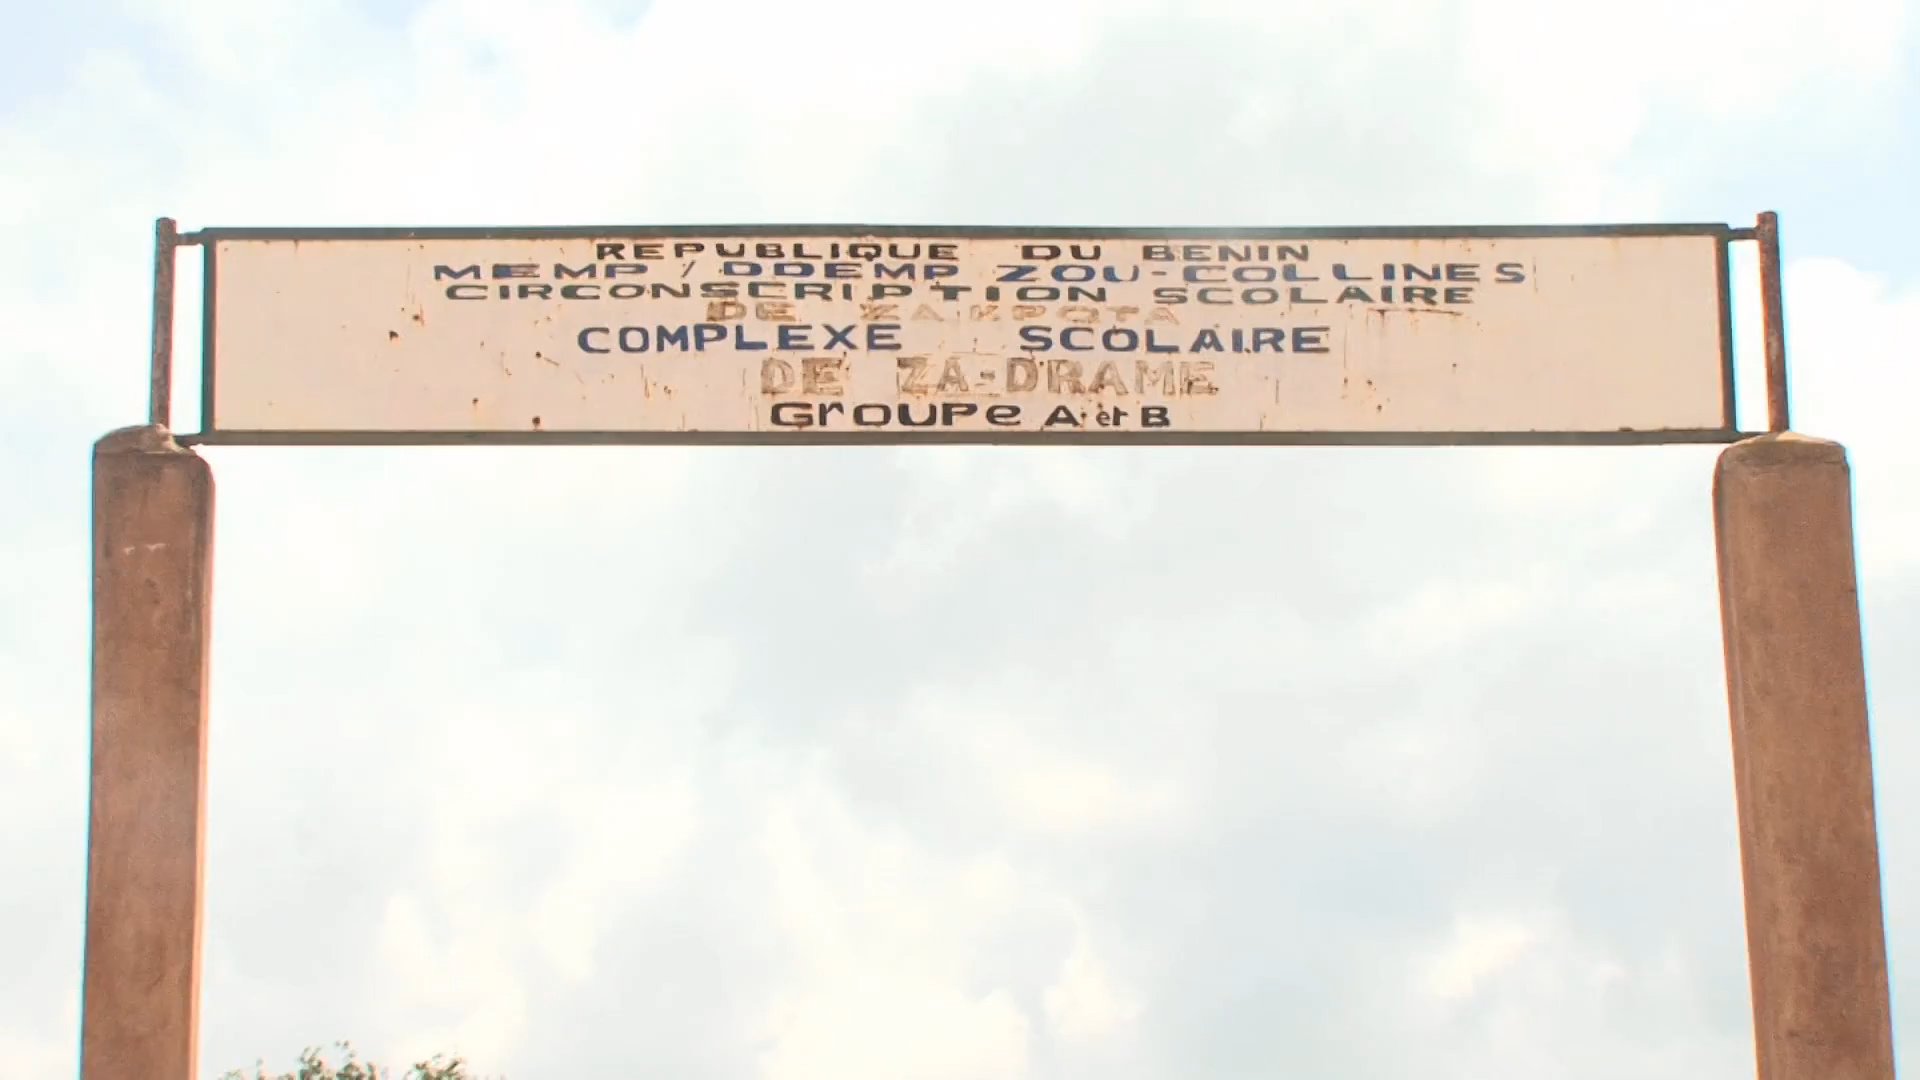 REPUBLIQUE DU BENIN
MEMP / DDEMP ZOU-COLLINES
CIRCONSCRIPTION SCOLAIRE
DE ZAKPOTA
COMPLEXE SCOLAIRE
DE ZA-DRAME
GrOUPe A et B